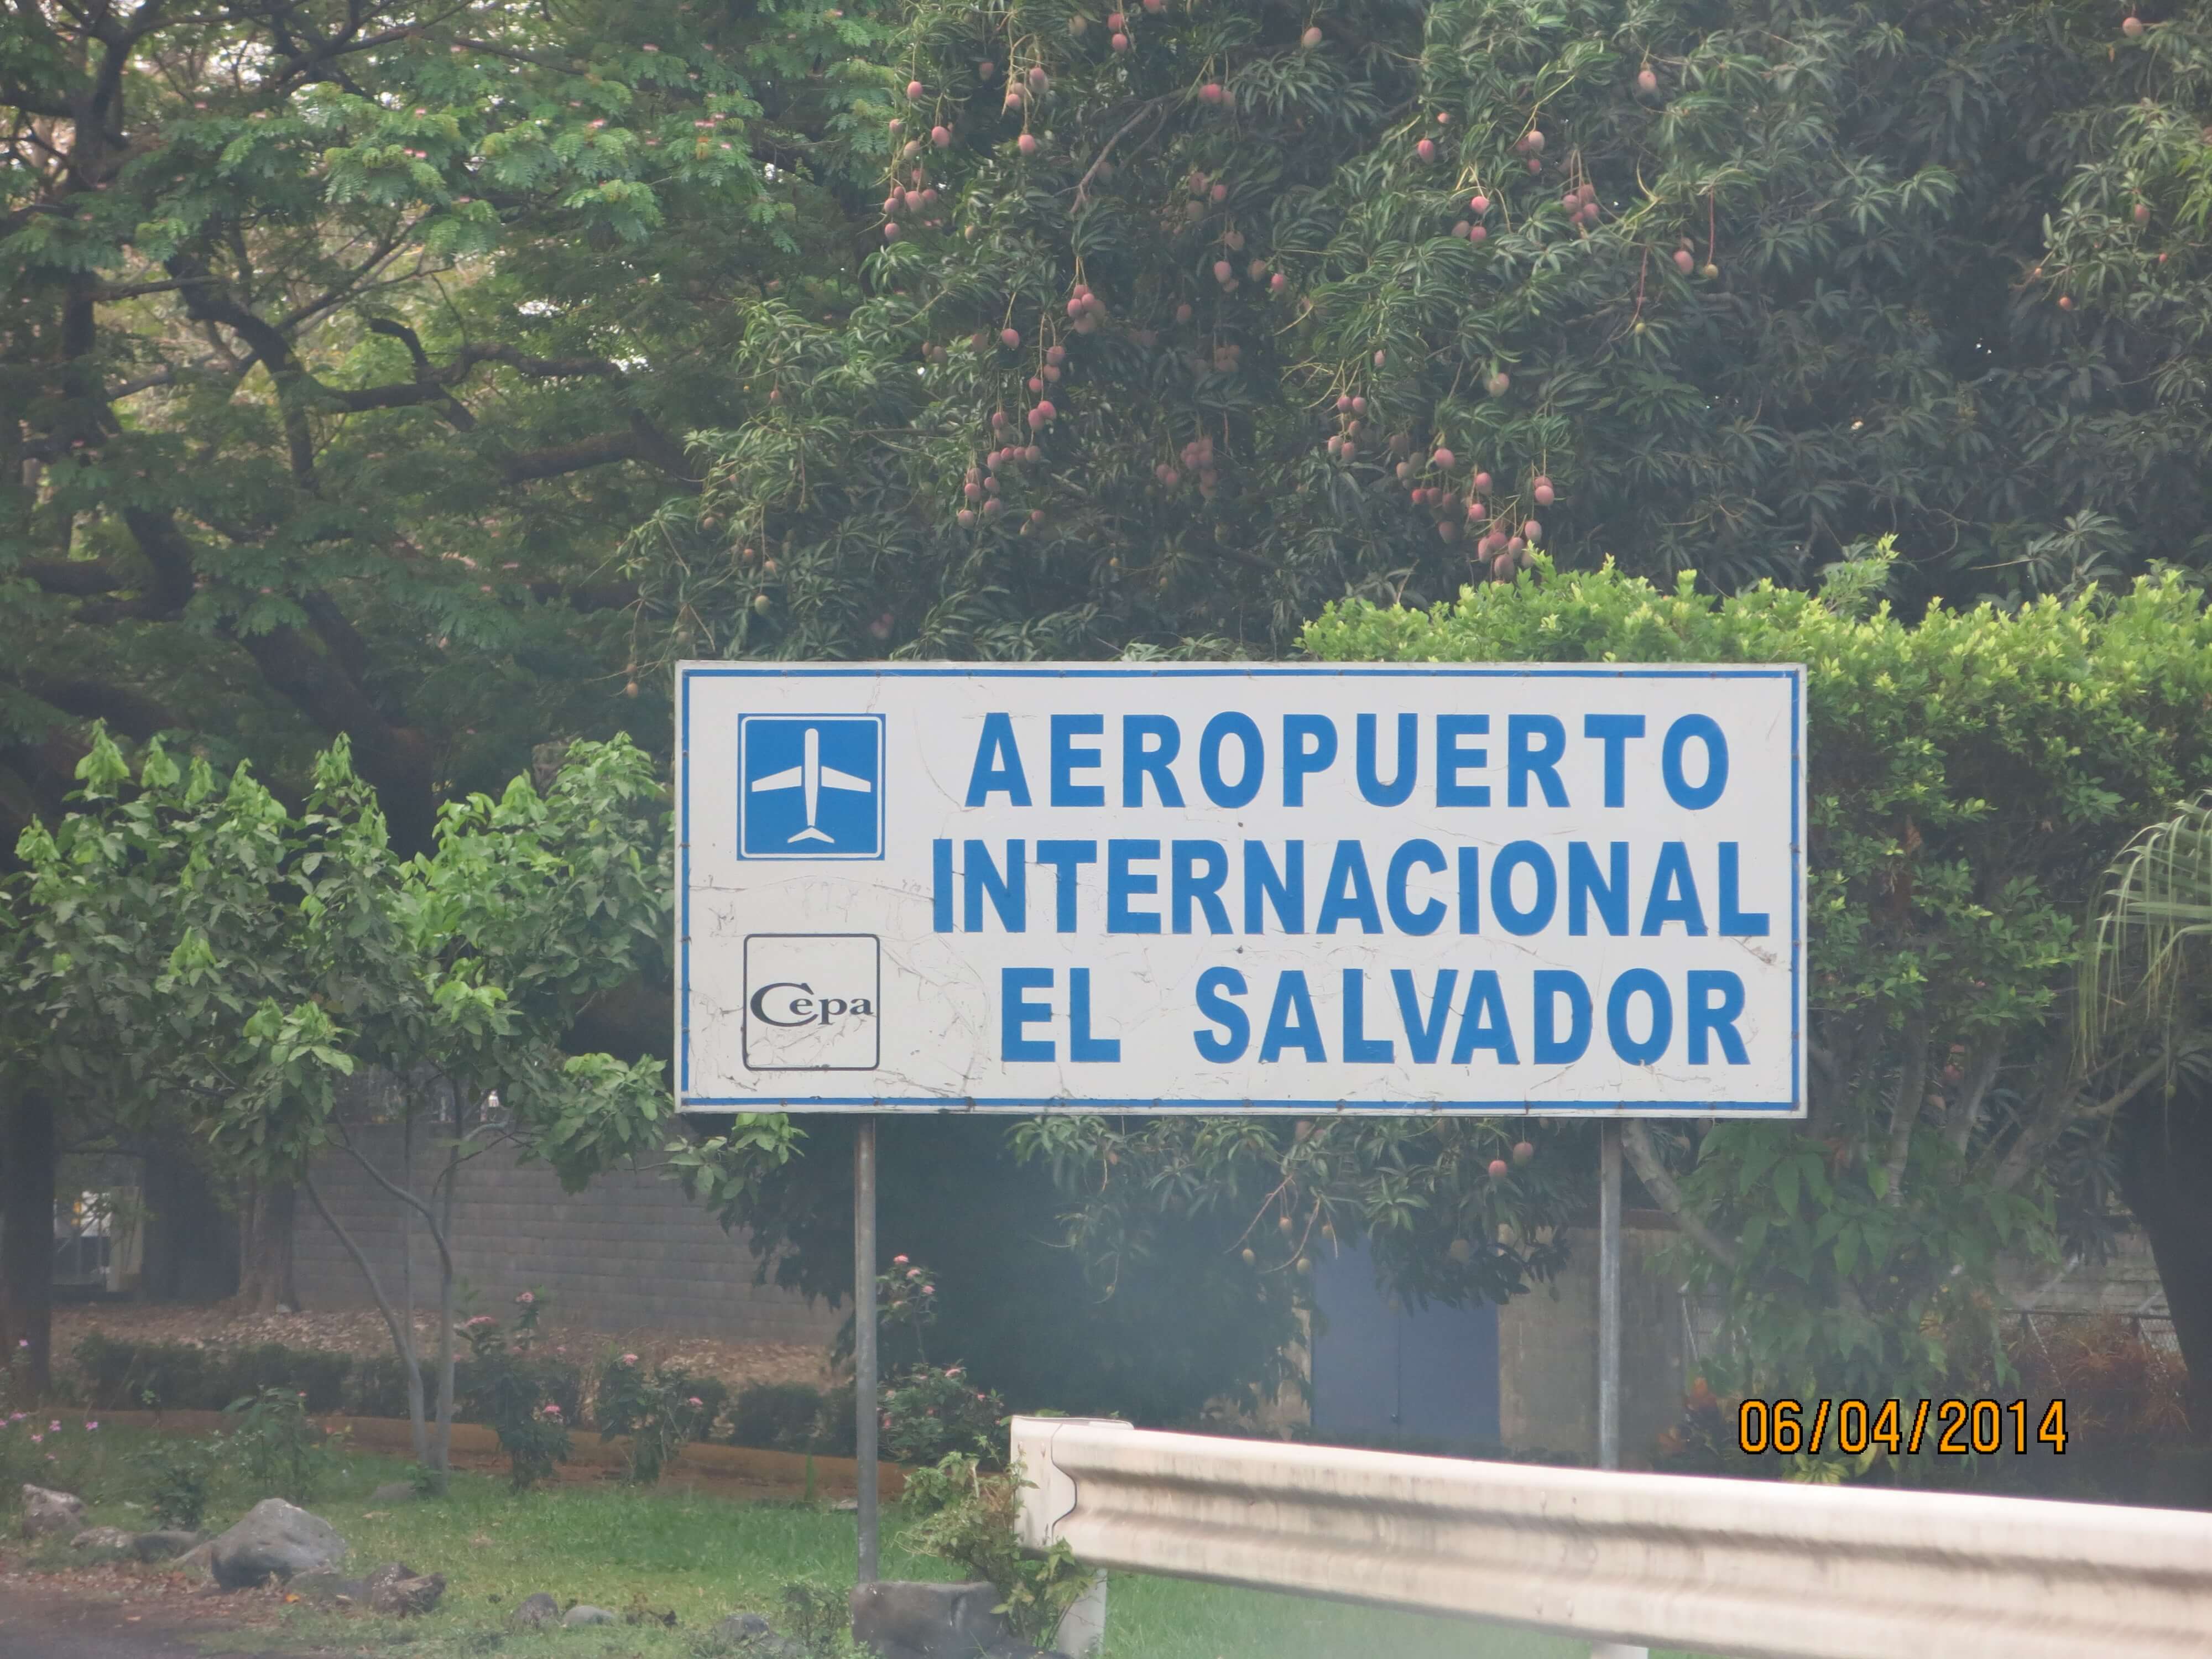 AEROPUERTO
INTERNACIONAL
EL SALVADOR
Cepa
06/04/2014